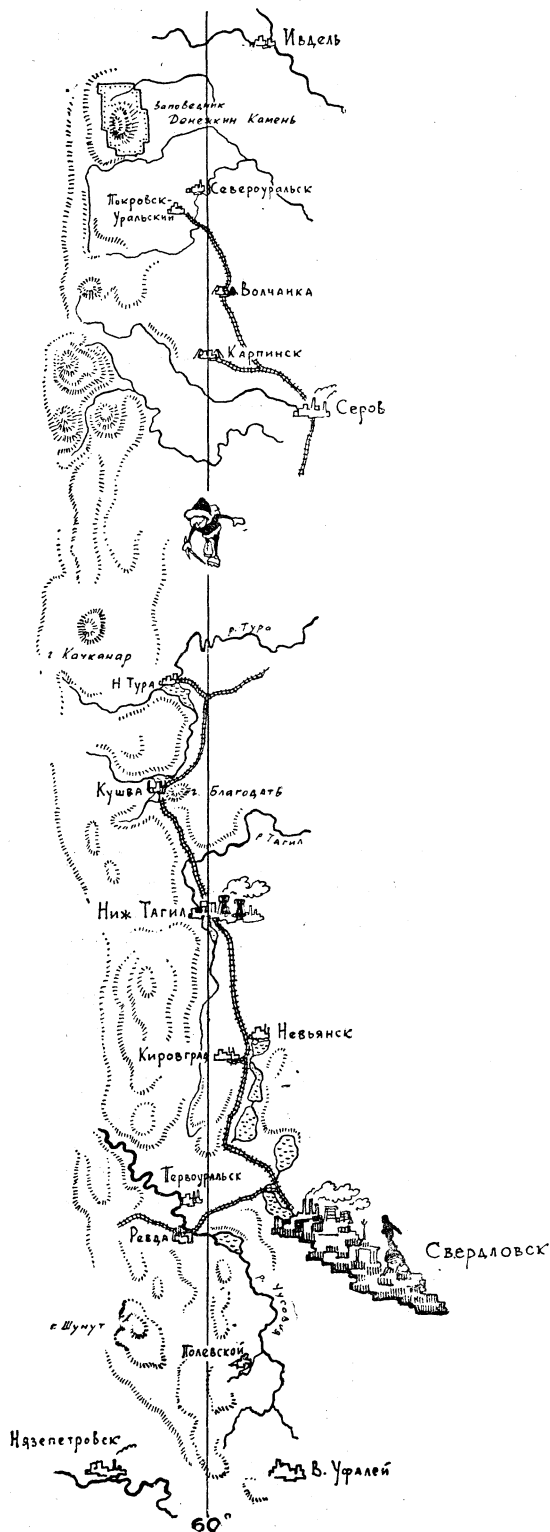 Ивдель
Заповедник
Денежкин Камень
Североуральск
Покровск-
Уральский
Волчанка
Карпинск
Серов
р. Тура
г. Качканар
Н. Тура
Кушва
г. Благодать
р. Тагил
Ниж Тагил
Невьянск
Кировград
Первоуральск
Ревда
Свердловск
р. Чусовая
г. Шунут
Полевской
Нязепетровск
В. Уфалей
60°